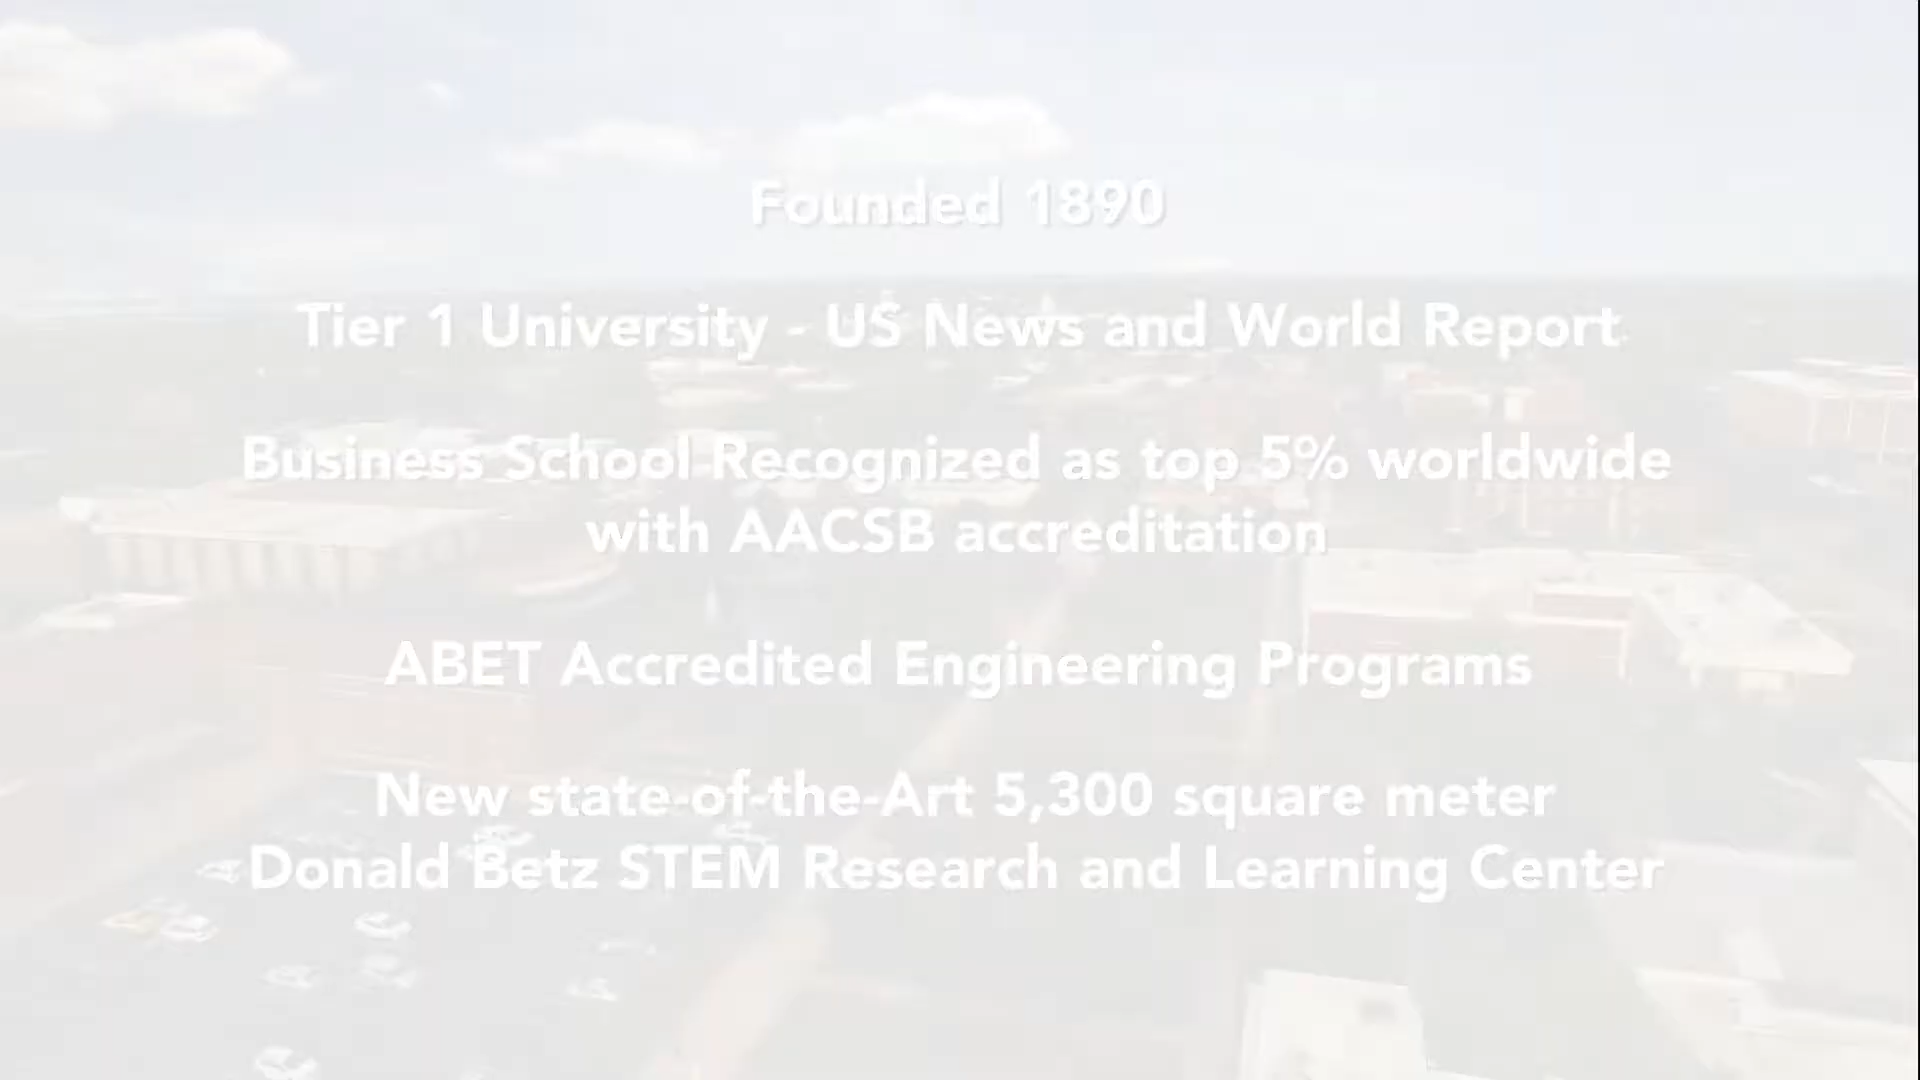 Founded 1890
Tier 1 University - US News and World Report
Business School Recognized as top 5% worldwide
with AACSB accreditation
ABET Accredited Engineering Programs
New state-of-the-Art 5,300 square meter
Donald Betz STEM Research and Learning Center